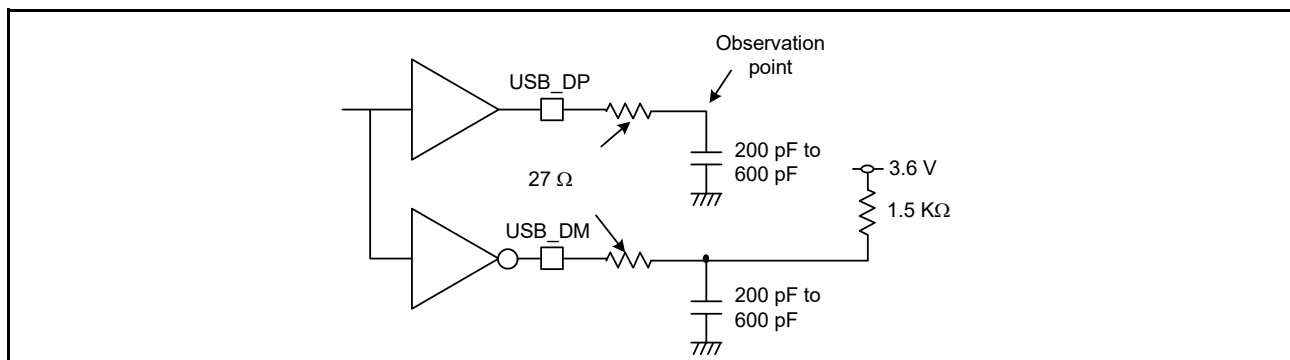 Observation
point
USB_DP
200 pF to
600 pF
27 Ω
3.6 V
1.5 KΩ
USB_DM
200 pF to
600 pF